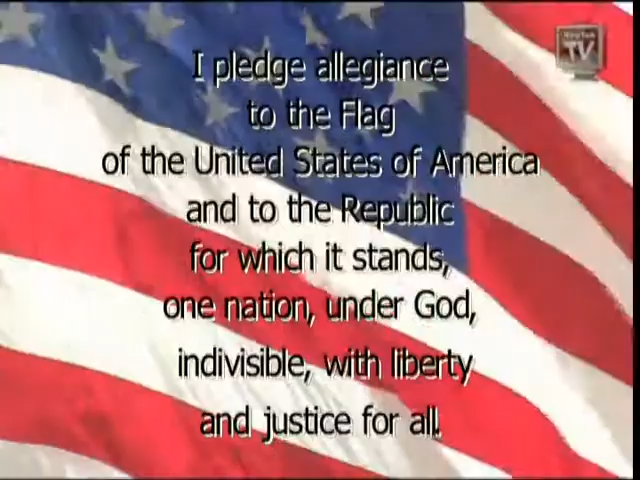 I pledge allegiance
to the Flag
of the United States of America
and to the Republic
for which it stands,
one nation, under God,
indivisible, with liberty
and justice for all.
TV